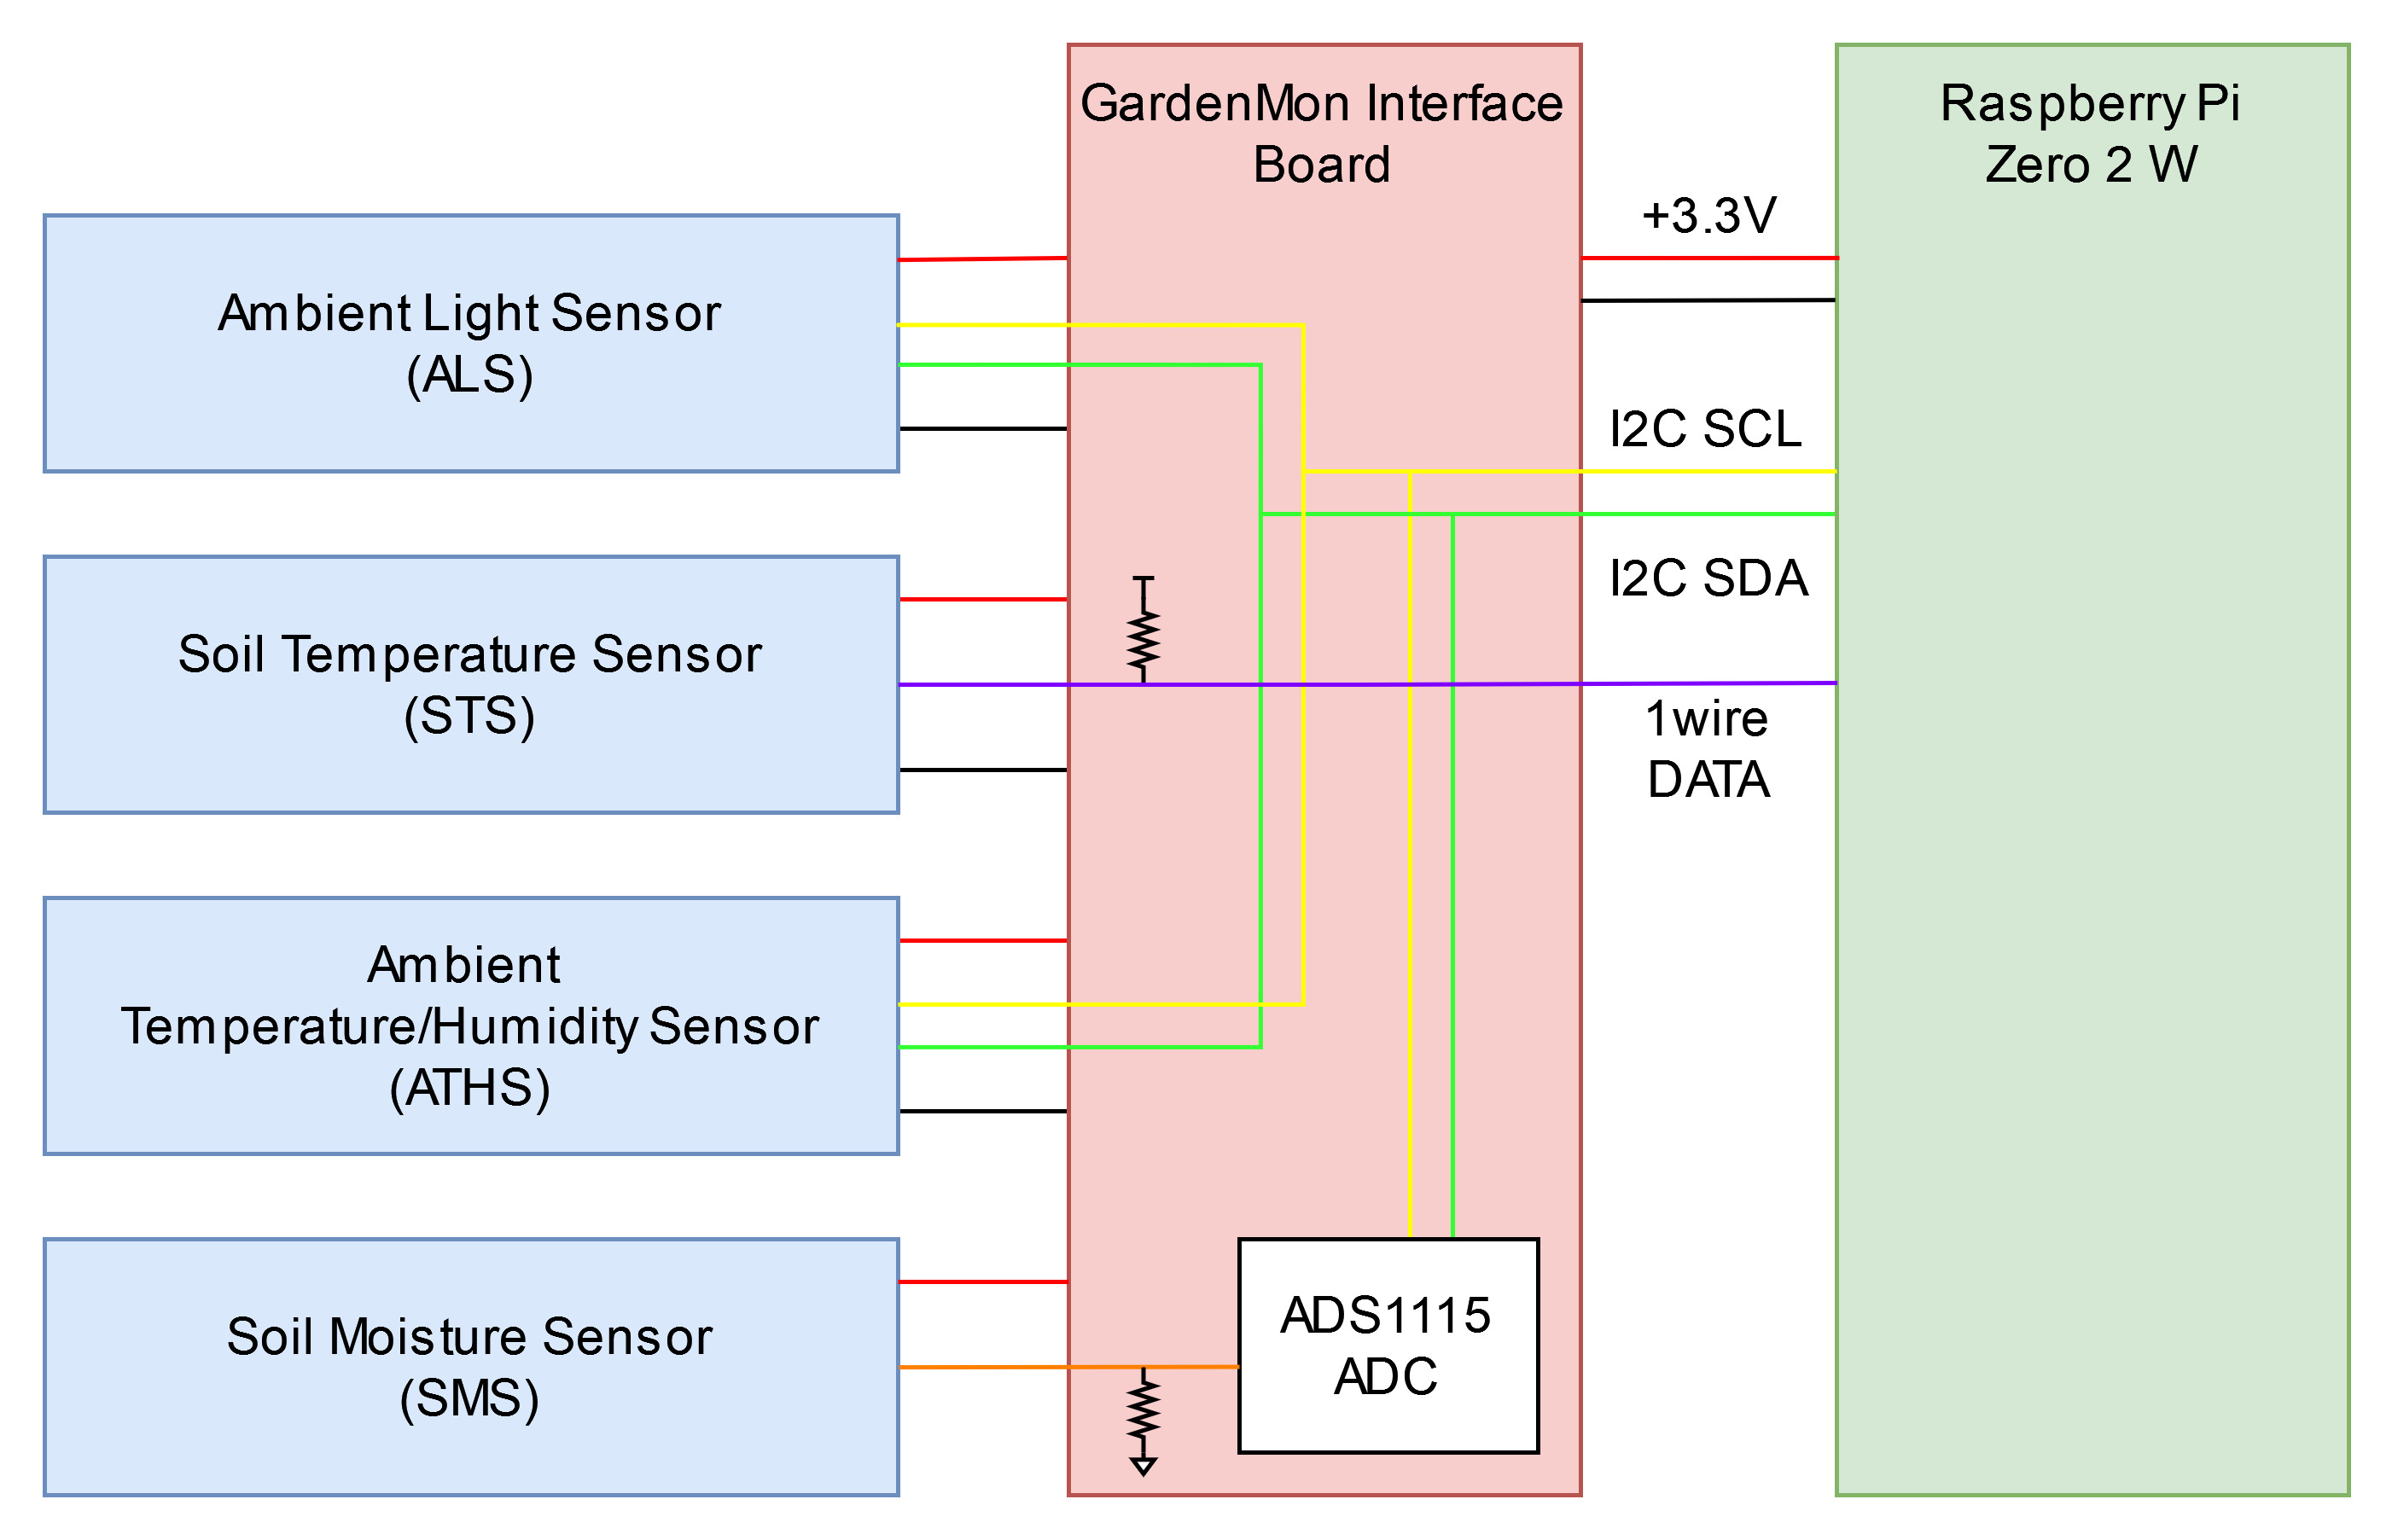 GardenMon Interface
Board
Raspberry Pi
Zero 2 W
+3.3V
Ambient Light Sensor
(ALS)
I2C SCL
I2C SDA
Soil Temperature Sensor
(STS)
1wire
DATA
Ambient
Temperature/Humidity Sensor
(ATHS)
Soil Moisture Sensor
(SMS)
ADS1115
ADC